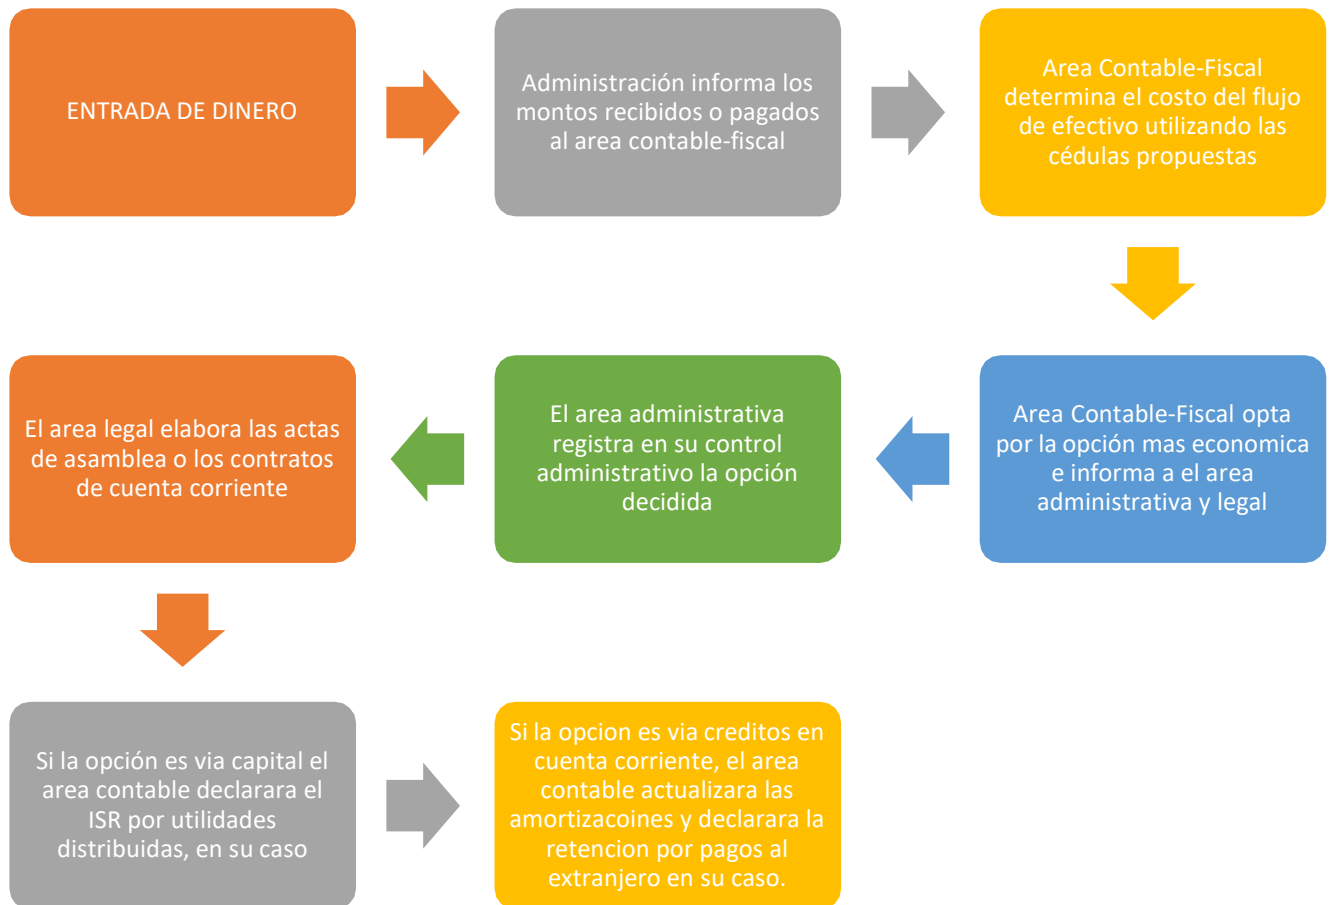 ENTRADA DE DINERO
Administración informa los
montos recibidos o pagados
al area contable-fiscal
Area Contable-Fiscal
determina el costo del flujo
de efectivo utilizando las
cédulas propuestas
Area Contable-Fiscal opta
por la opción mas economica
e informa a el area
administrativa y legal
El area administrativa
registra en su control
administrativo la opción
decidida
El area legal elabora las actas
de asamblea o los contratos
de cuenta corriente
Si la opción es via capital el
area contable declarara el
ISR por utilidades
distribuidas, en su caso
Si la opcion es via creditos en
cuenta corriente, el area
contable actualizara las
amortizacoines y declarara la
retencion por pagos al
extranjero en su caso.